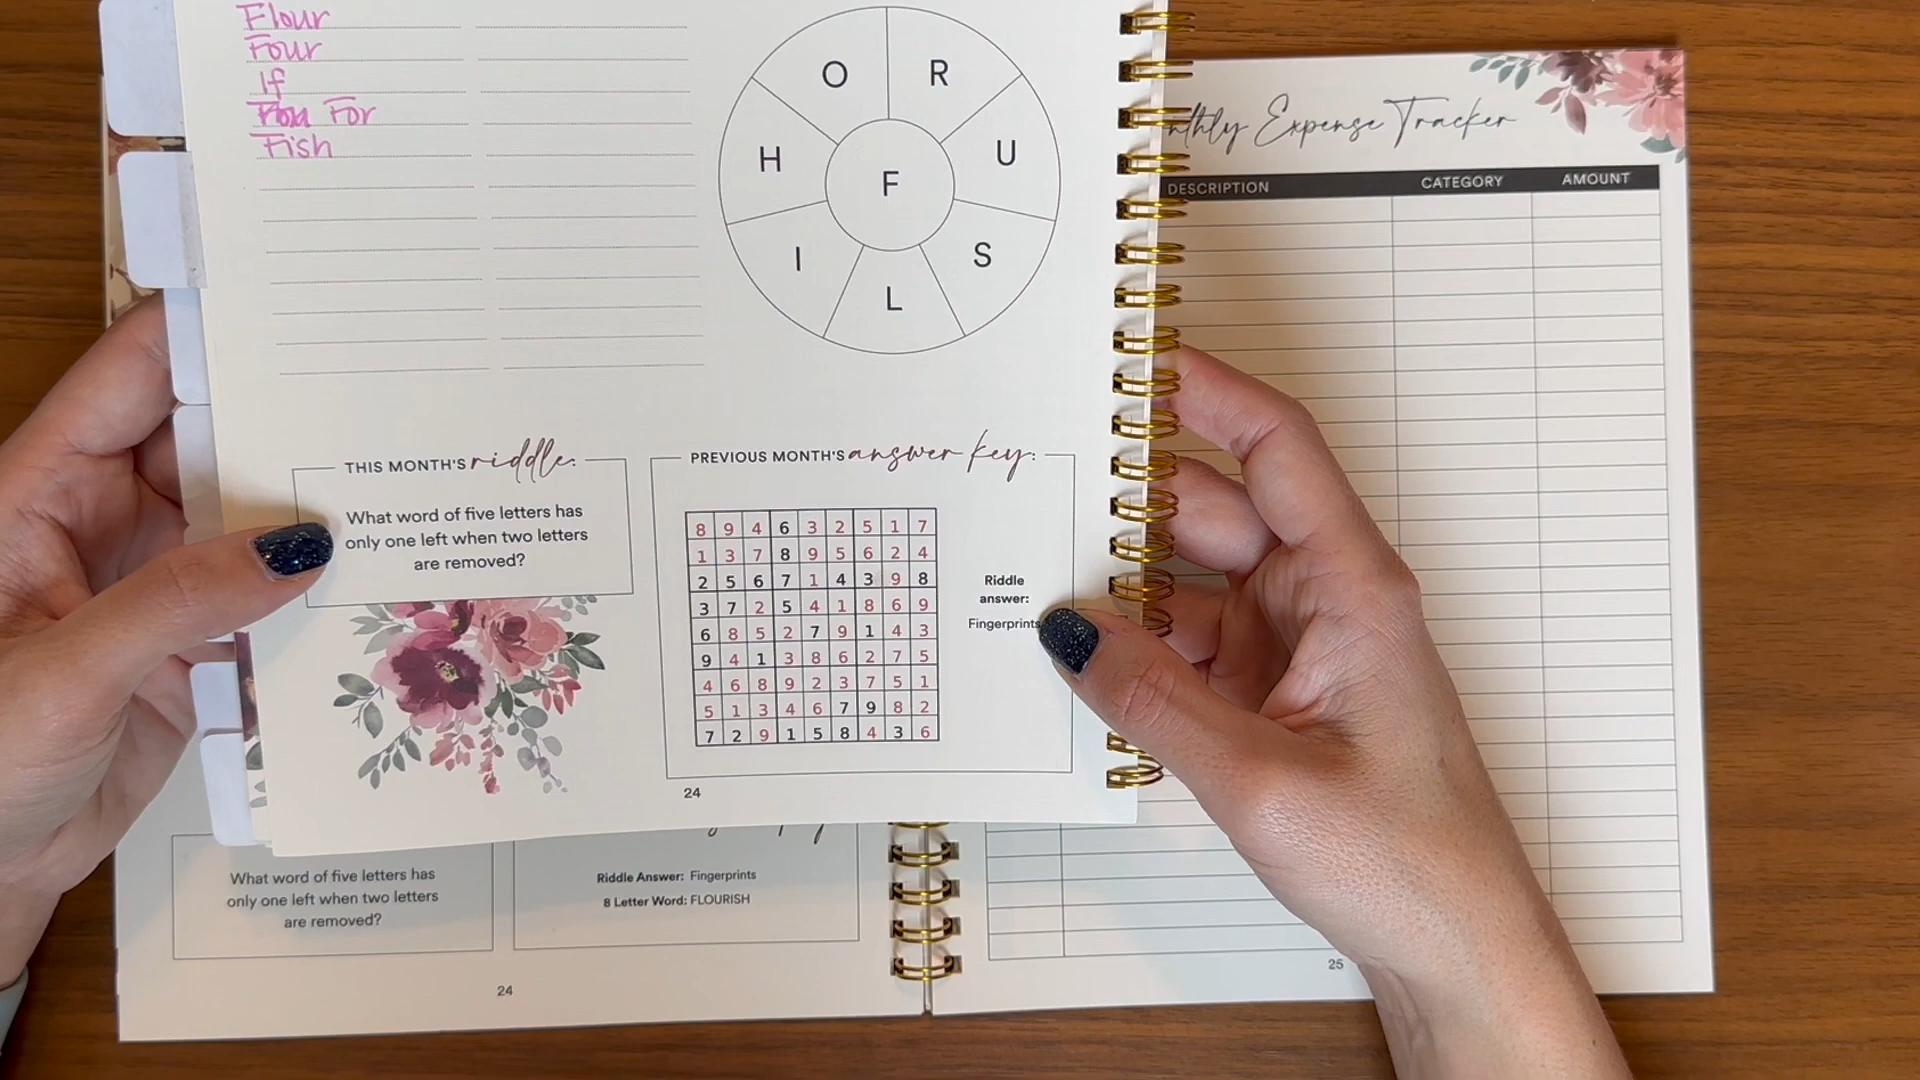 Flour
Four
If
For
Fish
O
R
H
U
F
I
S
L
THIS MONTH'S riddle:
What word of five letters has
only one left when two letters
are removed?
PREVIOUS MONTH'S answer key:
8 9 4 6 3 2 5 1 7
1 3 7 8 9 5 6 2 4
2 5 6 7 1 4 3 9 8
3 7 2 5 4 1 8 6 9
6 8 5 2 7 9 1 4 3
9 4 1 3 8 6 2 7 5
4 6 8 9 2 3 7 5 1
5 1 3 4 6 7 9 8 2
7 2 9 1 5 8 4 3 6
Riddle
answer:
Fingerprints
24
What word of five letters has
only one left when two letters
are removed?
Riddle Answer: Fingerprints
8 Letter Word: FLOURISH
24
nthly Expense Tracker
DESCRIPTION CATEGORY AMOUNT
25